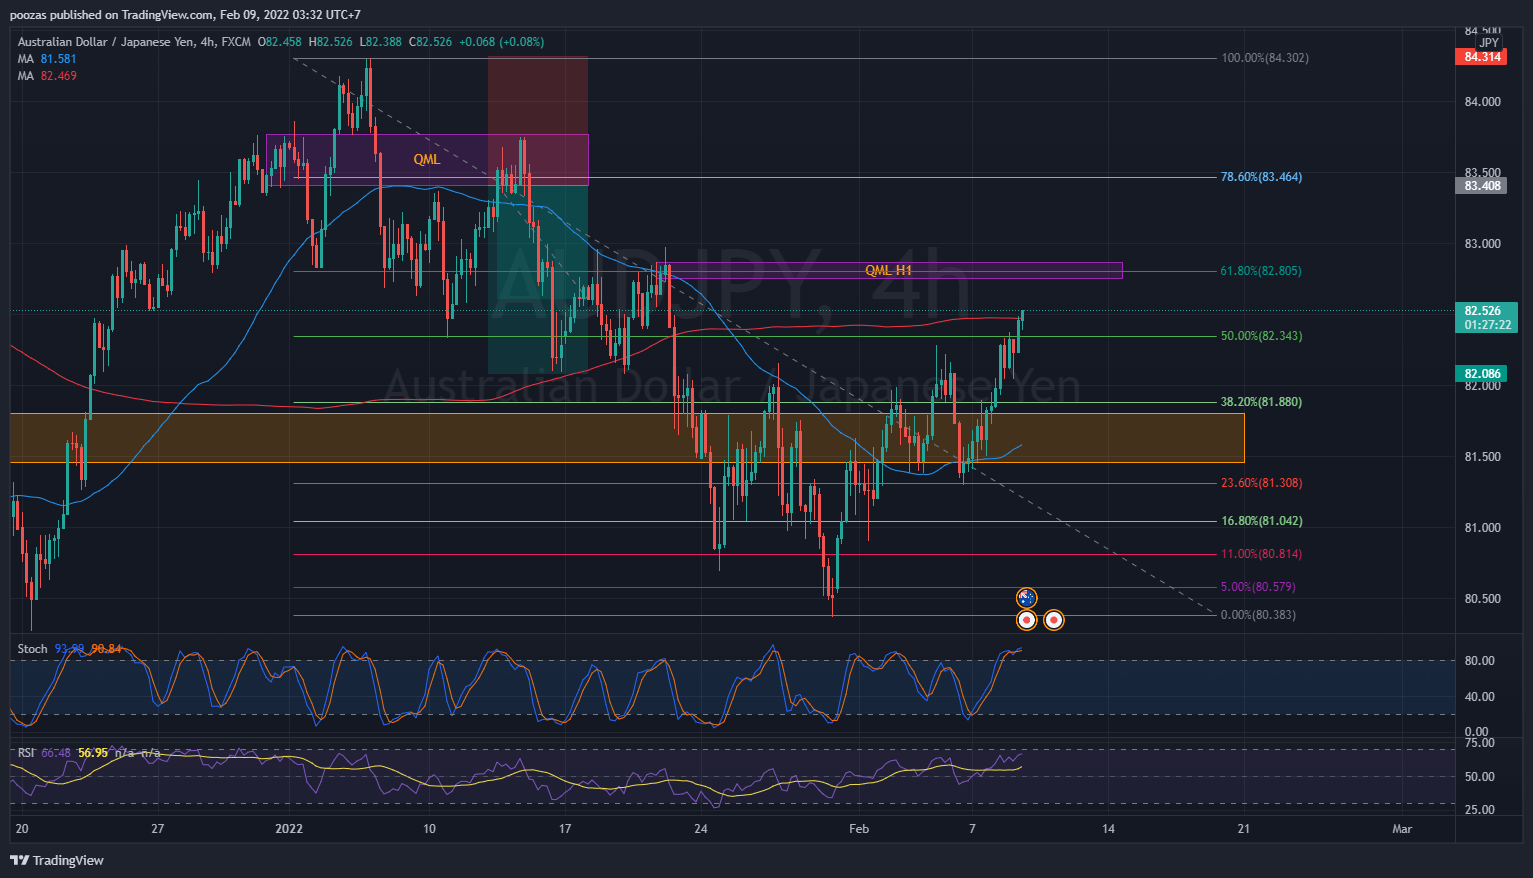 poozas published on TradingView.com, Feb 09, 2022 03:32 UTC+7
Australian Dollar / Japanese Yen, 4h, FXCM O82.458 H82.526 L82.388 C82.526 +0.068 (+0.08%)
MA 81.581
MA 82.469
84.500
JPY
84.314
100.00%(84.302)
84.000
QML
83.500
78.60%(83.464)
83.408
83.000
AUDJPY, 4h
QML H1
61.80%(82.805)
82.526
01:27:22
50.00%(82.343)
82.086
82.000
Australian Dollar / Japanese Yen
38.20%(81.880)
81.500
23.60%(81.308)
16.80%(81.042)
81.000
11.00%(80.814)
5.00%(80.579)
80.500
0.00%(80.383)
Stoch 93.99 90.84
80.00
40.00
0.00
RSI 66.48 56.95 n/a n/a
75.00
50.00
25.00
20 27 2022 10 17 24 Feb 7 14 21 Mar
TradingView